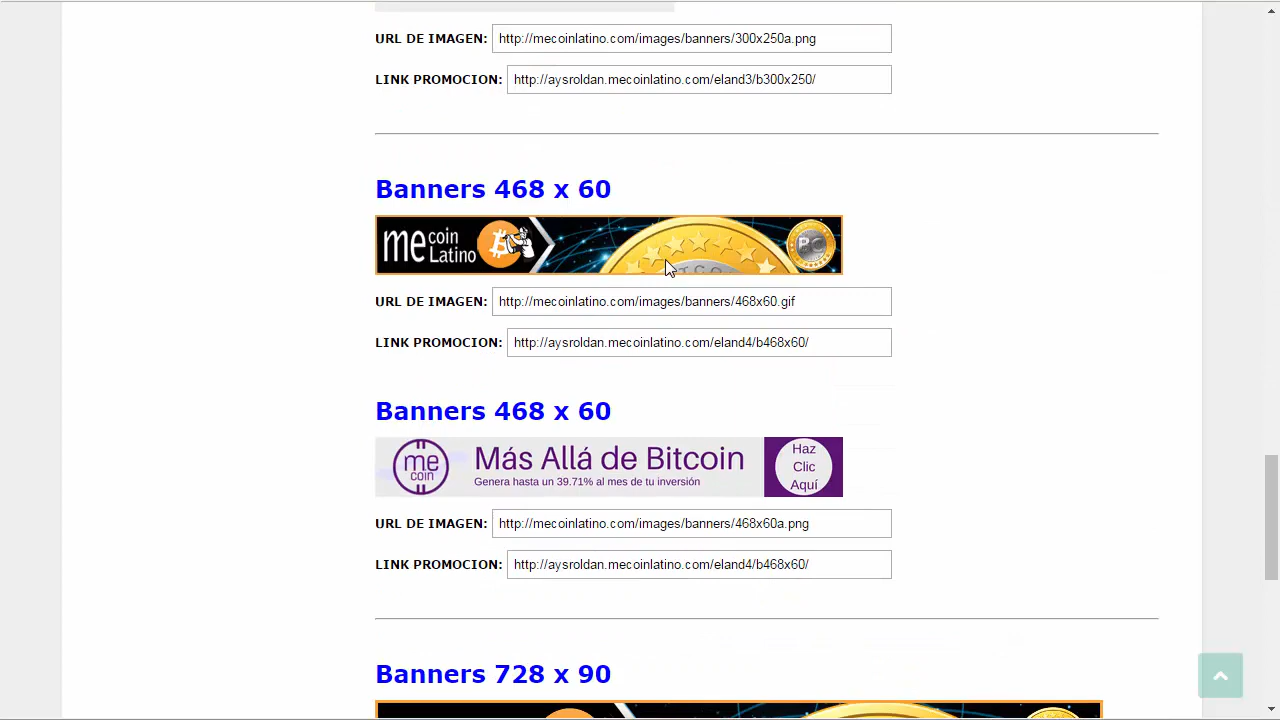 URL DE IMAGEN: http://mecoinlatino.com/images/banners/300x250a.png
LINK PROMOCION: http://aysroldan.mecoinlatino.com/eland3/b300x250/
Banners 468 x 60
me coin Latino
BITCOIN
BC
URL DE IMAGEN: http://mecoinlatino.com/images/banners/468x60.gif
LINK PROMOCION: http://aysroldan.mecoinlatino.com/eland4/b468x60/
Banners 468 x 60
me coin
Más Allá de Bitcoin
Genera hasta un 39.71% al mes de tu inversión
Haz
Clic
Aquí
URL DE IMAGEN: http://mecoinlatino.com/images/banners/468x60a.png
LINK PROMOCION: http://aysroldan.mecoinlatino.com/eland4/b468x60/
Banners 728 x 90